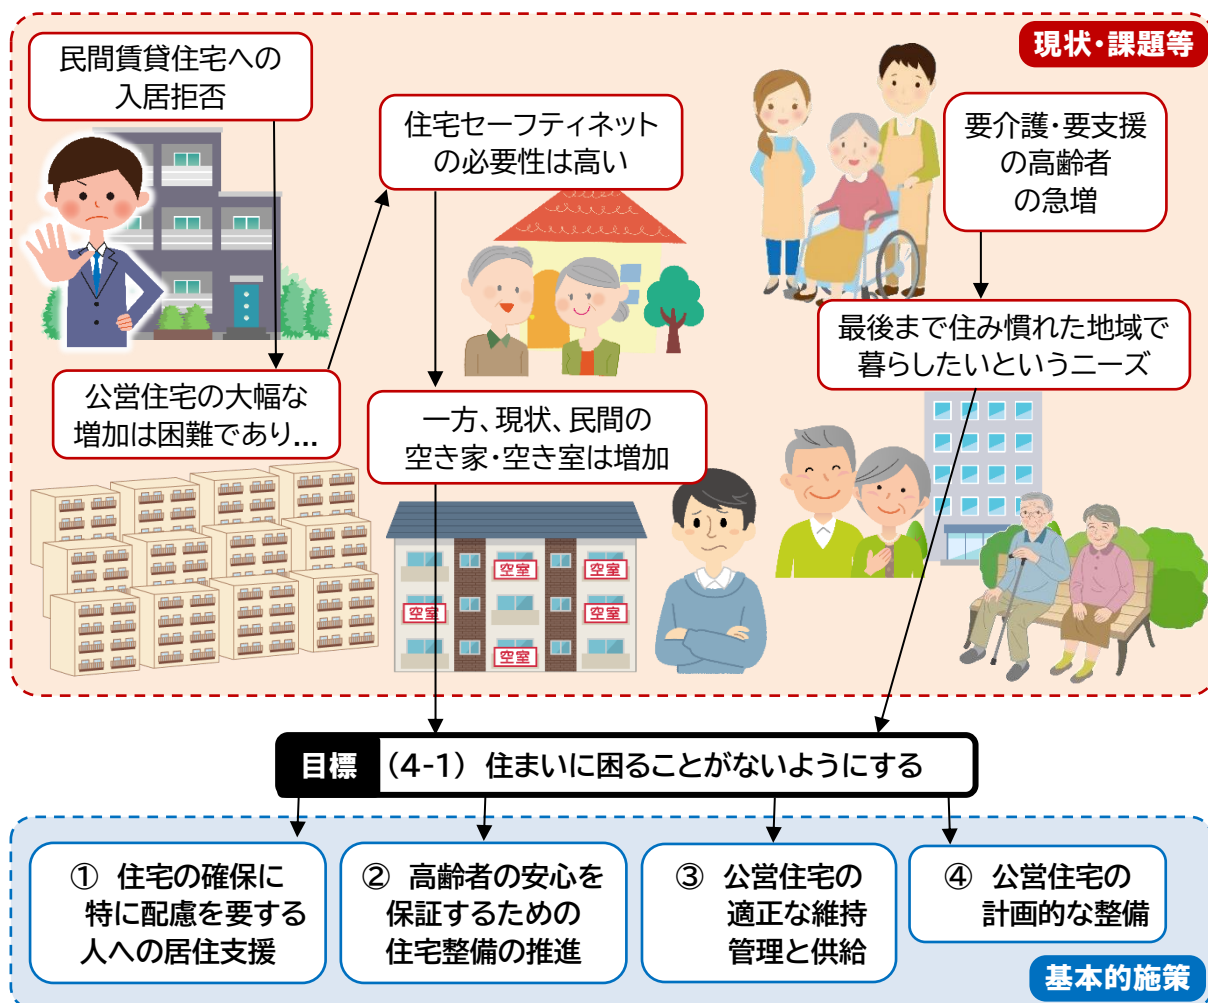 現状・課題等
民間賃貸住宅への
入居拒否
公営住宅の大幅な
増加は困難であり…
住宅セーフティネット
の必要性は高い
一方、現状、民間の
空き家・空き室は増加
空室
空室
空室
空室
空室
要介護・要支援
の高齢者
の急増
最後まで住み慣れた地域で
暮らしたいというニーズ
目標 (4-1) 住まいに困ることがないようにする
① 住宅の確保に
特に配慮を要する
人への居住支援
② 高齢者の安心を
保証するための
住宅整備の推進
③ 公営住宅の
適正な維持
管理と供給
④ 公営住宅の
計画的な整備
基本的施策